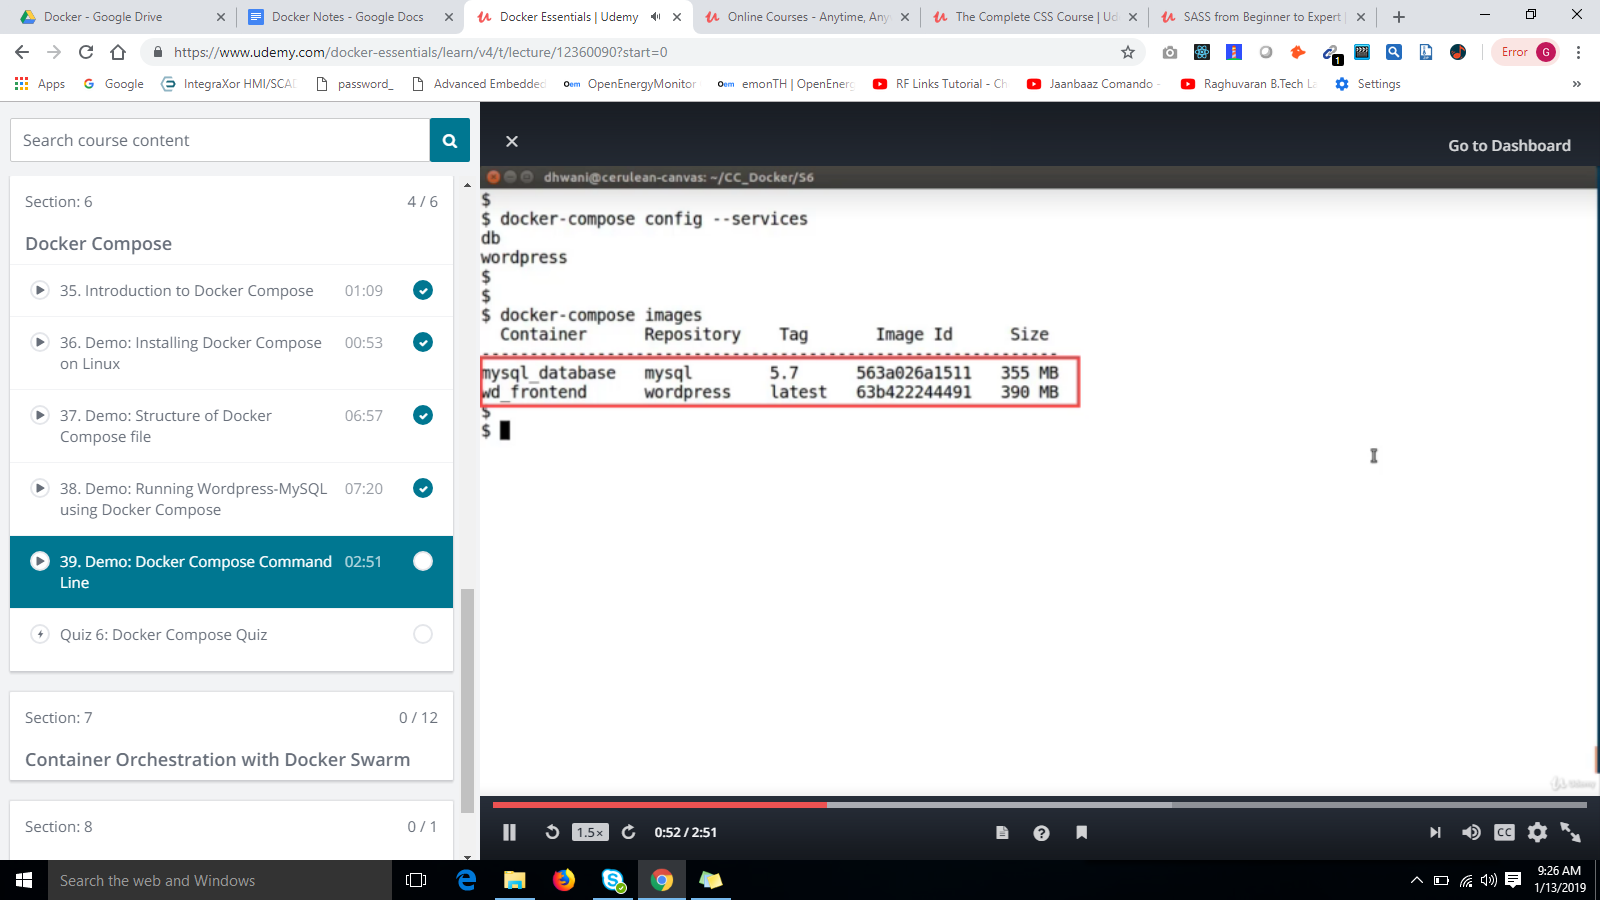 Docker - Google Drive
Docker Notes - Google Docs
Docker Essentials | Udemy
Online Courses - Anytime, Any
The Complete CSS Course | Ud
SASS from Beginner to Expert |
https://www.udemy.com/docker-essentials/learn/v4/t/lecture/12360090?start=0
1
Error G
Apps
Google
IntegraXor HMI/SCA
password_
Advanced Embedded
Oem OpenEnergyMonitor
Oem emonTH | OpenEnerg
RF Links Tutorial - Ch
Jaanbaaz Comando -
Raghuvaran B.Tech L
Settings
»
Search course content
Go to Dashboard
Section: 6 4 / 6
Docker Compose
35. Introduction to Docker Compose 01:09
36. Demo: Installing Docker Compose 00:53
on Linux
37. Demo: Structure of Docker 06:57
Compose file
38. Demo: Running Wordpress-MySQL 07:20
using Docker Compose
39. Demo: Docker Compose Command 02:51
Line
Quiz 6: Docker Compose Quiz
Section: 7 0 / 12
Container Orchestration with Docker Swarm
Section: 8 0 / 1
dhwani@cerulean-canvas: ~/CC_Docker/S6
$
$ docker-compose config --services
db
wordpress
$
$
$ docker-compose images
Container Repository Tag Image Id Size
------------------------------------------------------------
mysql_database mysql 5.7 563a026a1511 355 MB
wd_frontend wordpress latest 63b422244491 390 MB
$
$
Udemy
1.5×
0:52 / 2:51
CC
Search the web and Windows
9:26 AM
1/13/2019